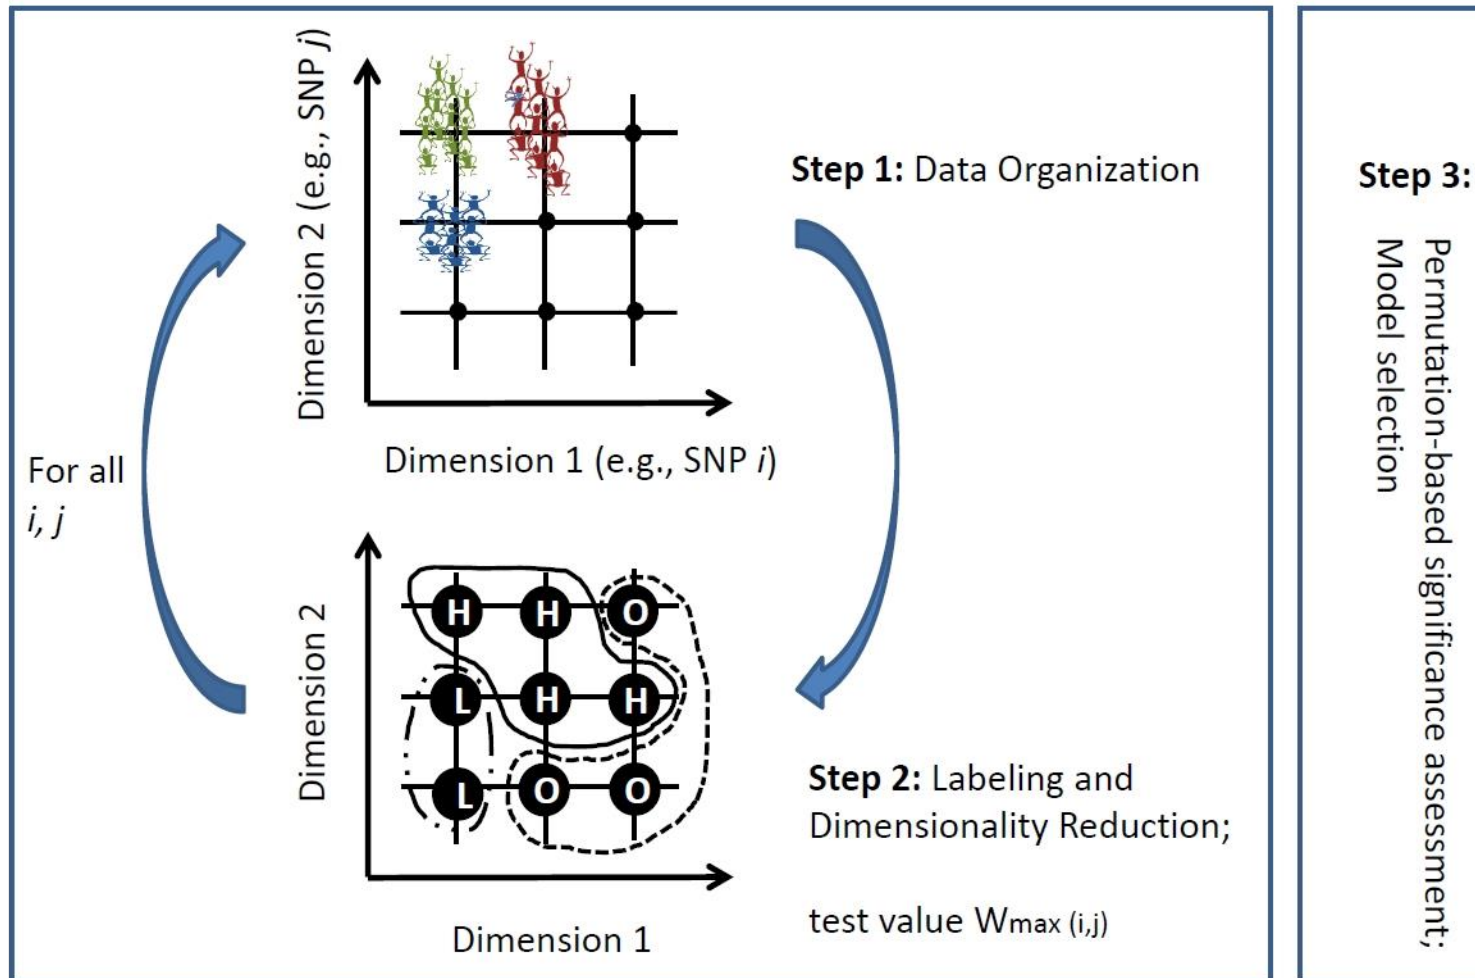 Dimension 2 (e.g., SNP j)
Step 1: Data Organization
Dimension 1 (e.g., SNP i)
For all
i, j
Dimension 2
H H O
L H H
L O O
Dimension 1
Step 2: Labeling and
Dimensionality Reduction;
test value Wmax (i,j)
Step 3:
Permutation-based significance assessment;
Model selection